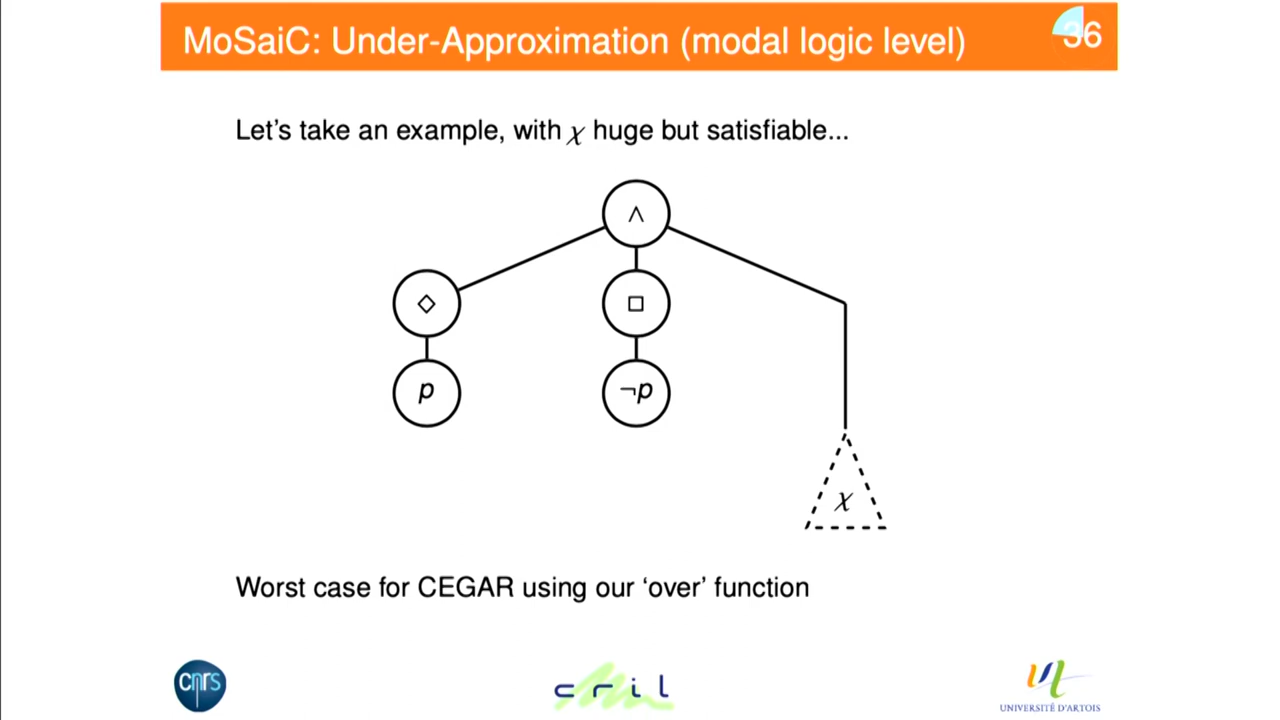 MoSaiC: Under-Approximation (modal logic level)
36
Let's take an example, with χ huge but satisfiable...
∧
◇
□
p
¬p
χ
Worst case for CEGAR using our 'over' function
cnrs
cril
UNIVERSITÉ D'ARTOIS